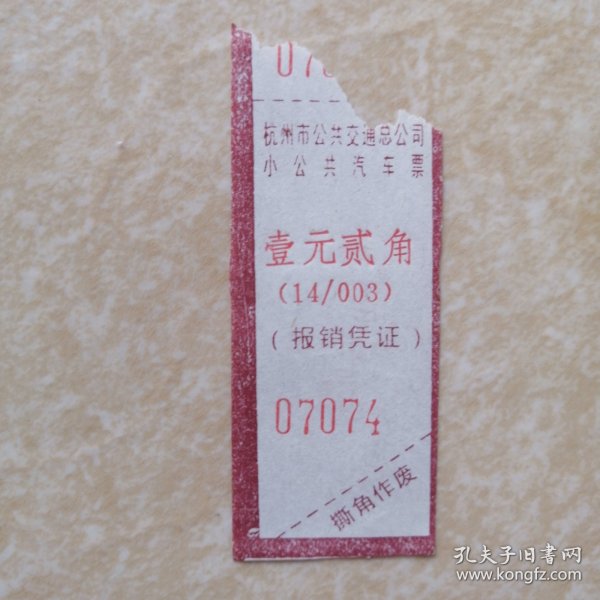 07
杭州市公共交通总公司
小公共汽车票
壹元贰角
(14/003)
(报销凭证)
07074
撕角作废
孔夫子旧书网
www.kongfz.com